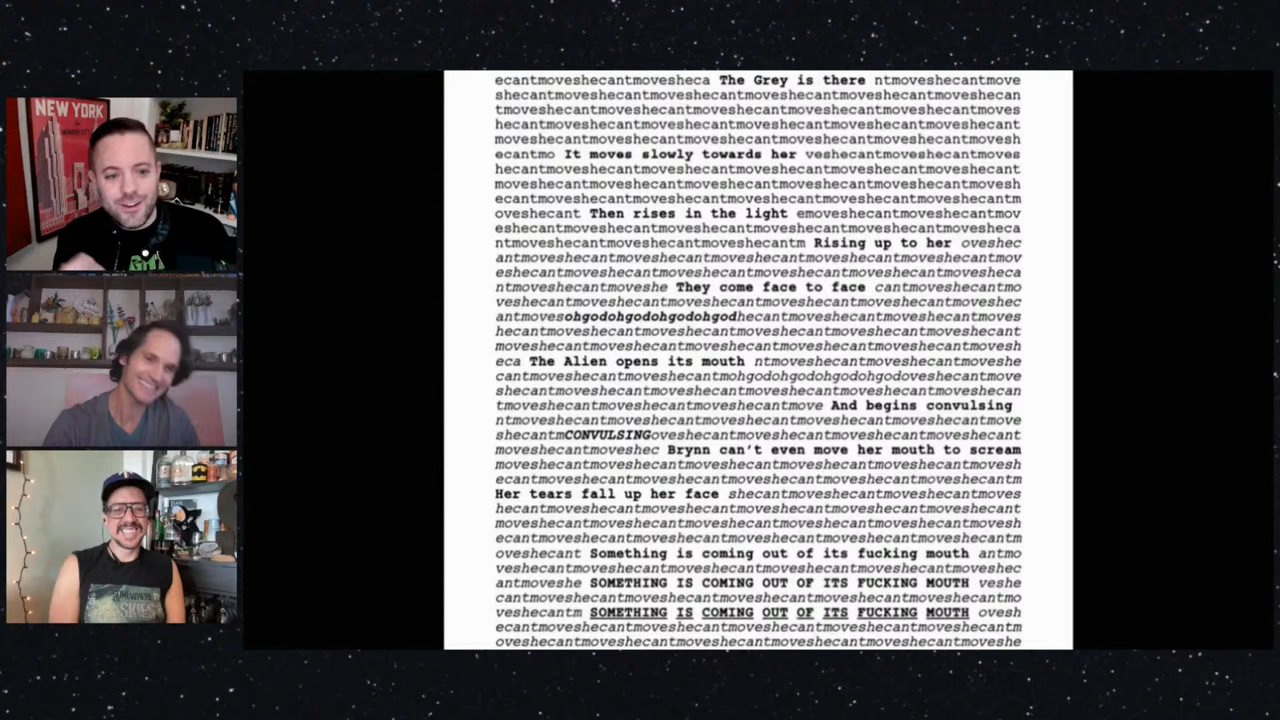 ecantmoveshecantmovesheca The Grey is there ntmoveshecantmove
shecantmoveshecantmoveshecantmoveshecantmoveshecantmoveshecan
tmoveshecantmoveshecantmoveshecantmoveshecantmoveshecantmoves
hecantmoveshecantmoveshecantmoveshecantmoveshecantmoveshecant
moveshecantmoveshecantmoveshecantmoveshecantmoveshecantmovesh
ecantmo It moves slowly towards her veshecantmoveshecantmoves
hecantmoveshecantmoveshecantmoveshecantmoveshecantmoveshecant
moveshecantmoveshecantmoveshecantmoveshecantmoveshecantmovesh
ecantmoveshecantmoveshecantmoveshecantmoveshecantmoveshecantm
oveshecant Then rises in the light emoveshecantmoveshecantmov
eshecantmoveshecantmoveshecantmoveshecantmoveshecantmovesheca
ntmoveshecantmoveshecantmoveshecantm Rising up to her oveshec
antmoveshecantmoveshecantmoveshecantmoveshecantmoveshecantmov
eshecantmoveshecantmoveshecantmoveshecantmoveshecantmovesheca
ntmoveshecantmoveshe They come face to face cantmoveshecantmo
veshecantmoveshecantmoveshecantmoveshecantmoveshecantmoveshec
antmovesohgodohgodohgodohgodhecantmoveshecantmoveshecantmoves
hecantmoveshecantmoveshecantmoveshecantmoveshecantmoveshecant
moveshecantmoveshecantmoveshecantmoveshecantmoveshecantmovesh
eca The Alien opens its mouth ntmoveshecantmoveshecantmoveshe
cantmoveshecantmoveshecantmohgodohgodohgodohgodoveshecantmove
shecantmoveshecantmoveshecantmoveshecantmoveshecantmoveshecan
tmoveshecantmoveshecantmoveshecantmove And begins convulsing
ntmoveshecantmoveshecantmoveshecantmoveshecantmoveshecantmove
shecantmCONVULSINGoveshecantmoveshecantmoveshecantmoveshecant
moveshecantmoveshec Brynn can’t even move her mouth to scream
moveshecantmoveshecantmoveshecantmoveshecantmoveshecantmovesh
ecantmoveshecantmoveshecantmoveshecantmoveshecantmoveshecantm
Her tears fall up her face shecantmoveshecantmoveshecantmoves
hecantmoveshecantmoveshecantmoveshecantmoveshecantmoveshecant
moveshecantmoveshecantmoveshecantmoveshecantmoveshecantmovesh
ecantmoveshecantmoveshecantmoveshecantmoveshecantmoveshecantm
oveshecant Something is coming out of its fucking mouth antmo
veshecantmoveshecantmoveshecantmoveshecantmoveshecantmoveshec
antmoveshe SOMETHING IS COMING OUT OF ITS FUCKING MOUTH veshe
cantmoveshecantmoveshecantmoveshecantmoveshecantmoveshecantmo
veshecantm SOMETHING IS COMING OUT OF ITS FUCKING MOUTH ovesh
ecantmoveshecantmoveshecantmoveshecantmoveshecantmoveshecantm
oveshecantmoveshecantmoveshecantmoveshecantmoveshecantmoveshe
NEW YORK
SOMEWHERE
SKIES